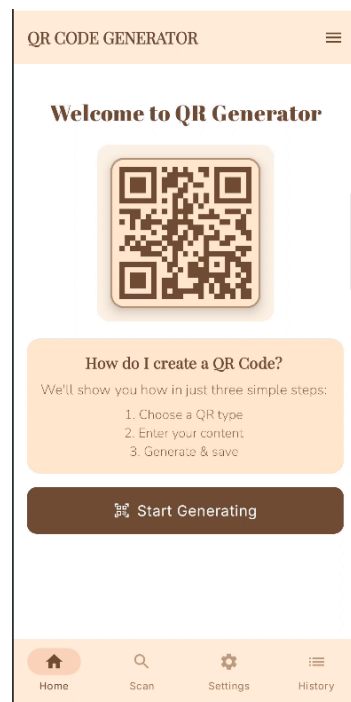 QR CODE GENERATOR
Welcome to QR Generator
How do I create a QR Code?
We'll show you how in just three simple steps:
1. Choose a QR type
2. Enter your content
3. Generate & save
Start Generating
Home
Scan
Settings
History